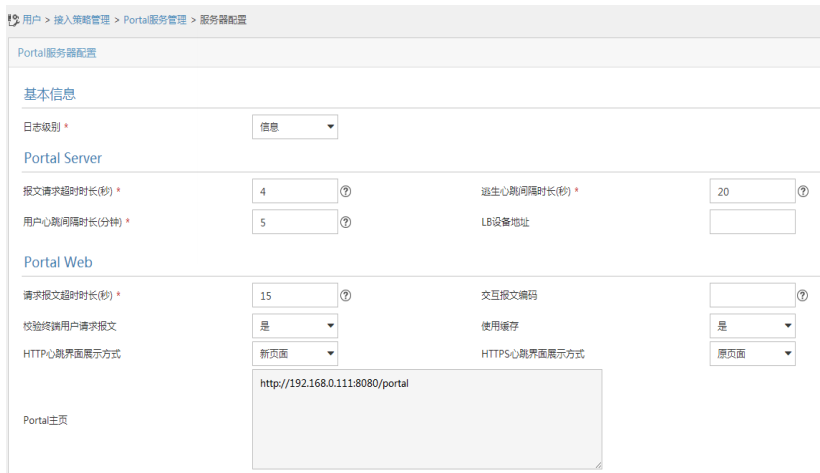 用户 > 接入策略管理 > Portal服务管理 > 服务器配置
Portal服务器配置
基本信息
日志级别 * 信息
Portal Server
报文请求超时时长(秒) * 4 逃生心跳间隔时长(秒) * 20
用户心跳间隔时长(分钟) * 5 LB设备地址
Portal Web
请求报文超时时长(秒) * 15 交互报文编码
校验终端用户请求报文 是 使用缓存 是
HTTP心跳界面展示方式 新页面 HTTPS心跳界面展示方式 原页面
http://192.168.0.111:8080/portal
Portal主页